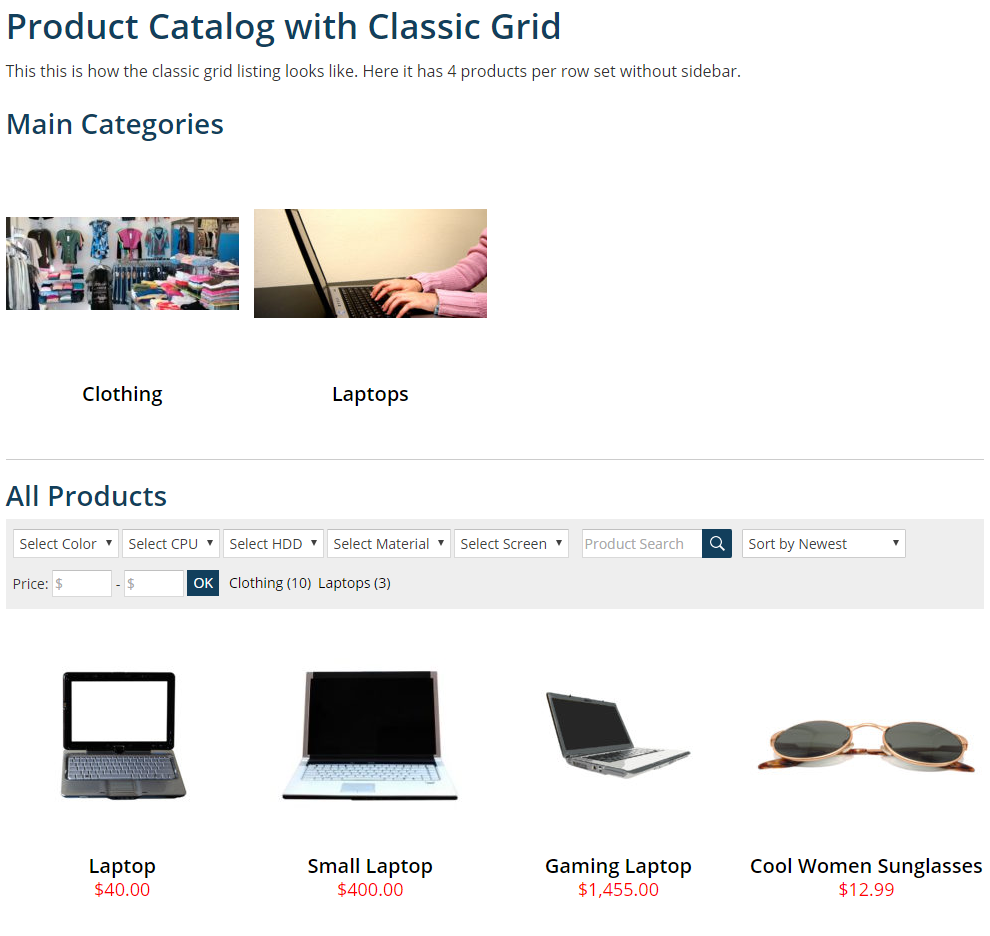 Product Catalog with Classic Grid
This this is how the classic grid listing looks like. Here it has 4 products per row set without sidebar.
Main Categories
Clothing Laptops
All Products
Select Color Select CPU Select HDD Select Material Select Screen Product Search Sort by Newest
Price: $ - $ OK Clothing (10) Laptops (3)
Laptop Small Laptop Gaming Laptop Cool Women Sunglasses
$40.00 $400.00 $1,455.00 $12.99